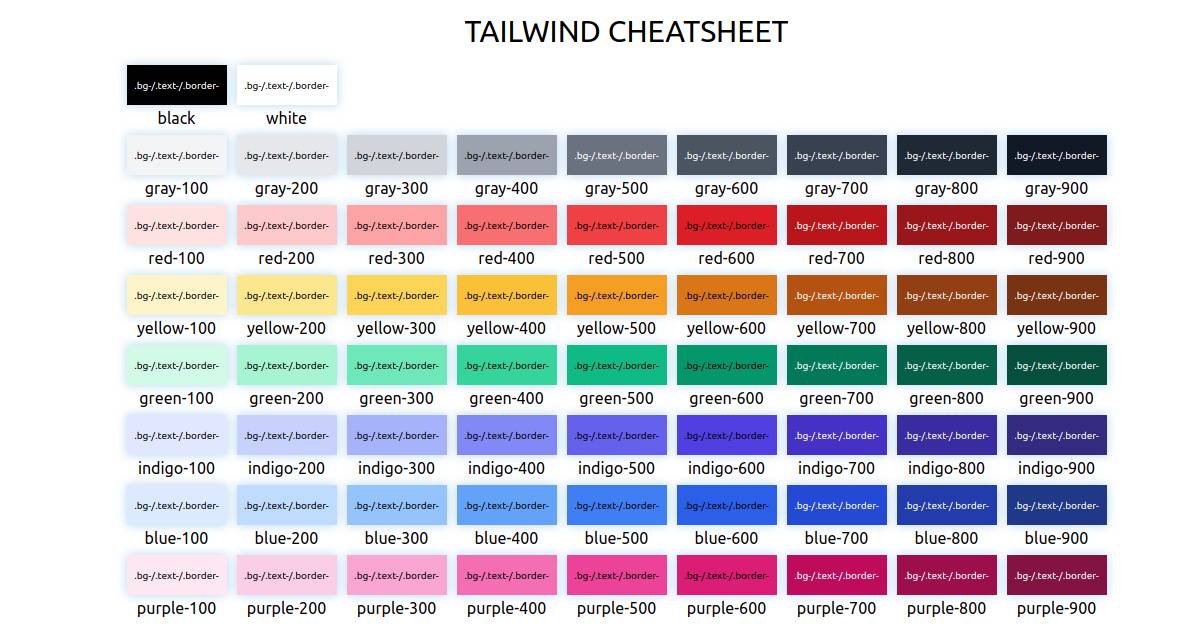 TAILWIND CHEATSHEET
.bg-/.text-/.border- .bg-/.text-/.border-
black white
.bg-/.text-/.border- .bg-/.text-/.border- .bg-/.text-/.border- .bg-/.text-/.border- .bg-/.text-/.border- .bg-/.text-/.border- .bg-/.text-/.border- .bg-/.text-/.border- .bg-/.text-/.border-
gray-100 gray-200 gray-300 gray-400 gray-500 gray-600 gray-700 gray-800 gray-900
.bg-/.text-/.border- .bg-/.text-/.border- .bg-/.text-/.border- .bg-/.text-/.border- .bg-/.text-/.border- .bg-/.text-/.border- .bg-/.text-/.border- .bg-/.text-/.border- .bg-/.text-/.border-
red-100 red-200 red-300 red-400 red-500 red-600 red-700 red-800 red-900
.bg-/.text-/.border- .bg-/.text-/.border- .bg-/.text-/.border- .bg-/.text-/.border- .bg-/.text-/.border- .bg-/.text-/.border- .bg-/.text-/.border- .bg-/.text-/.border- .bg-/.text-/.border-
yellow-100 yellow-200 yellow-300 yellow-400 yellow-500 yellow-600 yellow-700 yellow-800 yellow-900
.bg-/.text-/.border- .bg-/.text-/.border- .bg-/.text-/.border- .bg-/.text-/.border- .bg-/.text-/.border- .bg-/.text-/.border- .bg-/.text-/.border- .bg-/.text-/.border- .bg-/.text-/.border-
green-100 green-200 green-300 green-400 green-500 green-600 green-700 green-800 green-900
.bg-/.text-/.border- .bg-/.text-/.border- .bg-/.text-/.border- .bg-/.text-/.border- .bg-/.text-/.border- .bg-/.text-/.border- .bg-/.text-/.border- .bg-/.text-/.border- .bg-/.text-/.border-
indigo-100 indigo-200 indigo-300 indigo-400 indigo-500 indigo-600 indigo-700 indigo-800 indigo-900
.bg-/.text-/.border- .bg-/.text-/.border- .bg-/.text-/.border- .bg-/.text-/.border- .bg-/.text-/.border- .bg-/.text-/.border- .bg-/.text-/.border- .bg-/.text-/.border- .bg-/.text-/.border-
blue-100 blue-200 blue-300 blue-400 blue-500 blue-600 blue-700 blue-800 blue-900
.bg-/.text-/.border- .bg-/.text-/.border- .bg-/.text-/.border- .bg-/.text-/.border- .bg-/.text-/.border- .bg-/.text-/.border- .bg-/.text-/.border- .bg-/.text-/.border- .bg-/.text-/.border-
purple-100 purple-200 purple-300 purple-400 purple-500 purple-600 purple-700 purple-800 purple-900